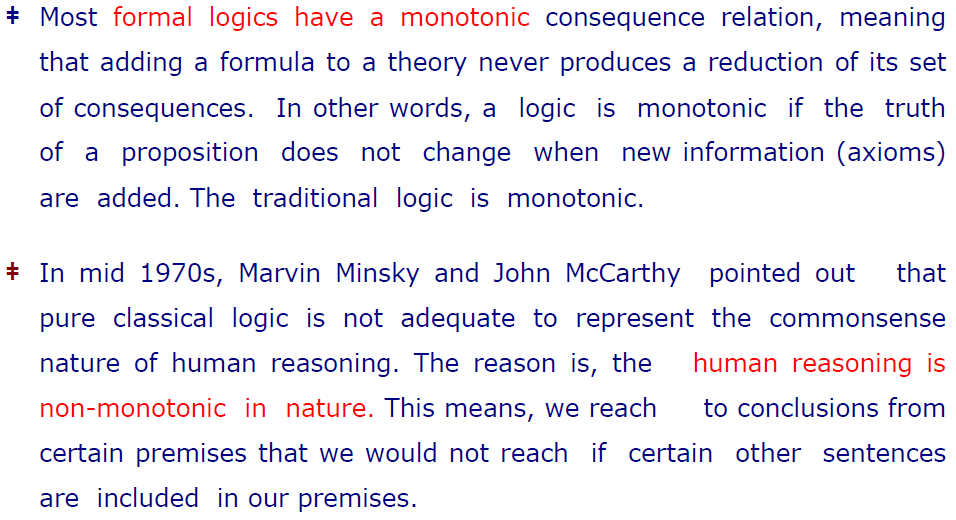 ‡ Most formal logics have a monotonic consequence relation, meaning
that adding a formula to a theory never produces a reduction of its set
of consequences. In other words, a logic is monotonic if the truth
of a proposition does not change when new information (axioms)
are added. The traditional logic is monotonic.
‡ In mid 1970s, Marvin Minsky and John McCarthy pointed out that
pure classical logic is not adequate to represent the commonsense
nature of human reasoning. The reason is, the human reasoning is
non-monotonic in nature. This means, we reach to conclusions from
certain premises that we would not reach if certain other sentences
are included in our premises.